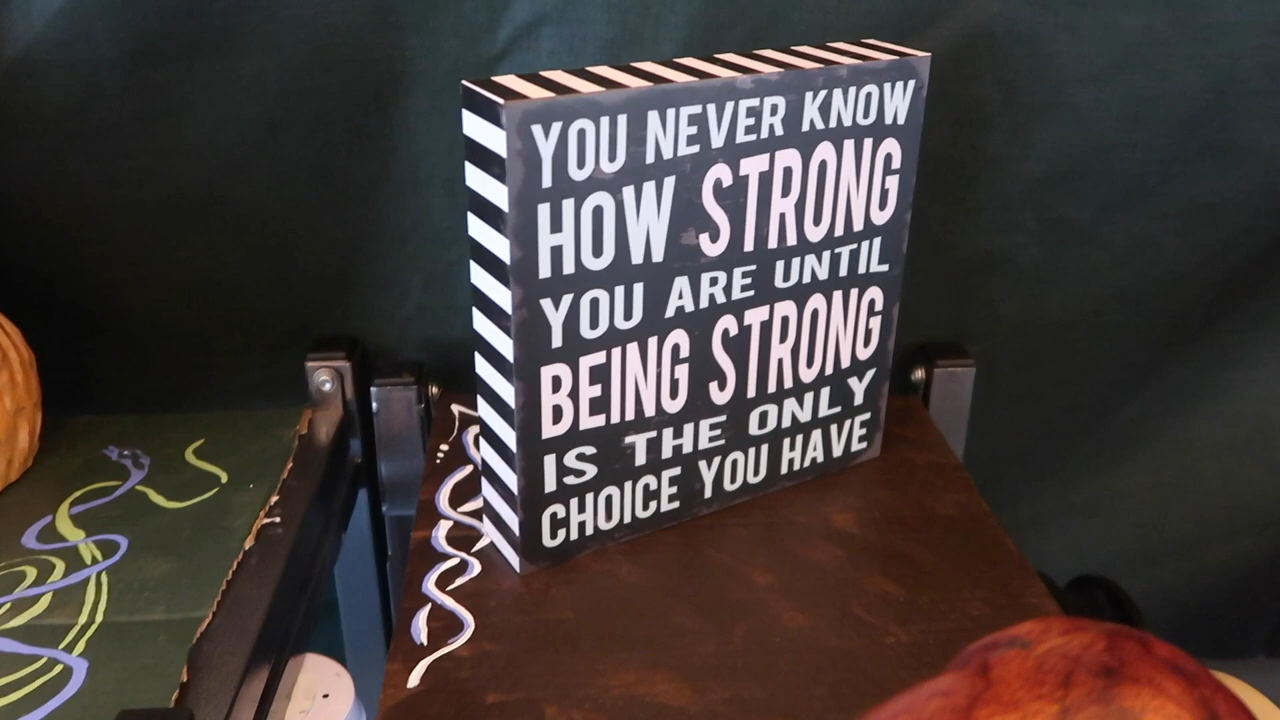 YOU NEVER KNOW
HOW STRONG
YOU ARE UNTIL
BEING STRONG
IS THE ONLY
CHOICE YOU HAVE